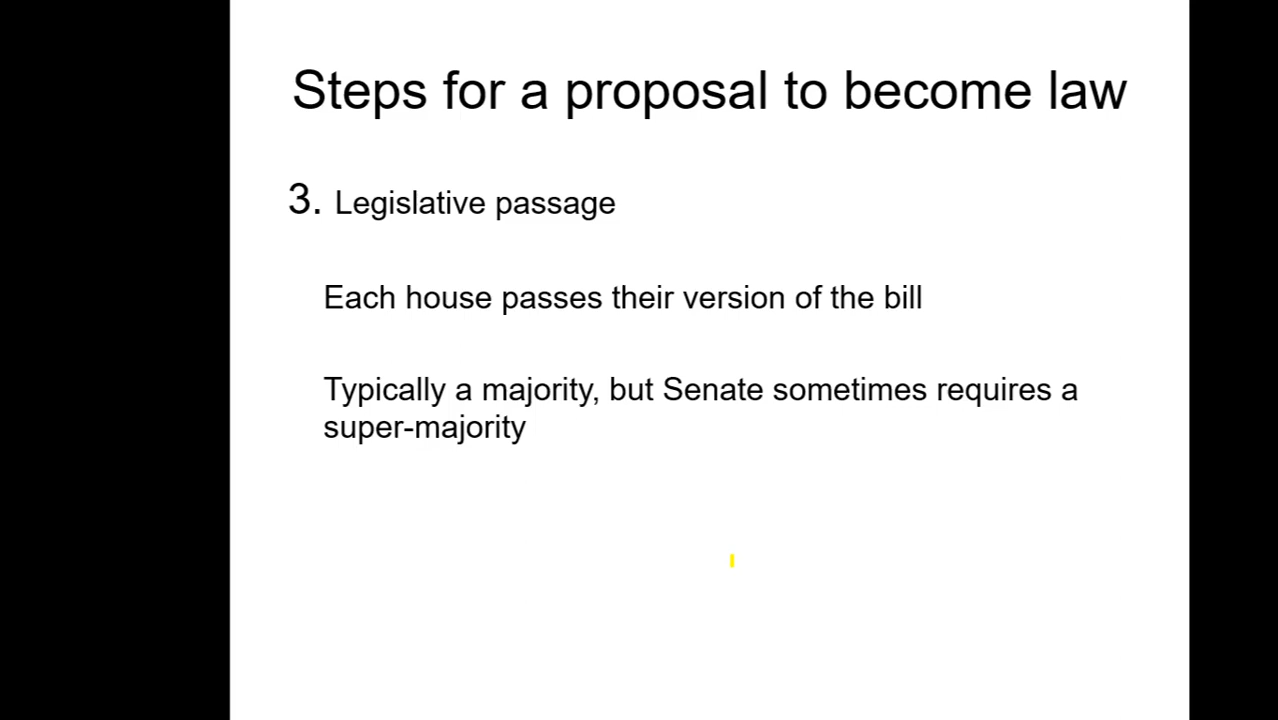 Steps for a proposal to become law
3. Legislative passage
Each house passes their version of the bill
Typically a majority, but Senate sometimes requires a
super-majority